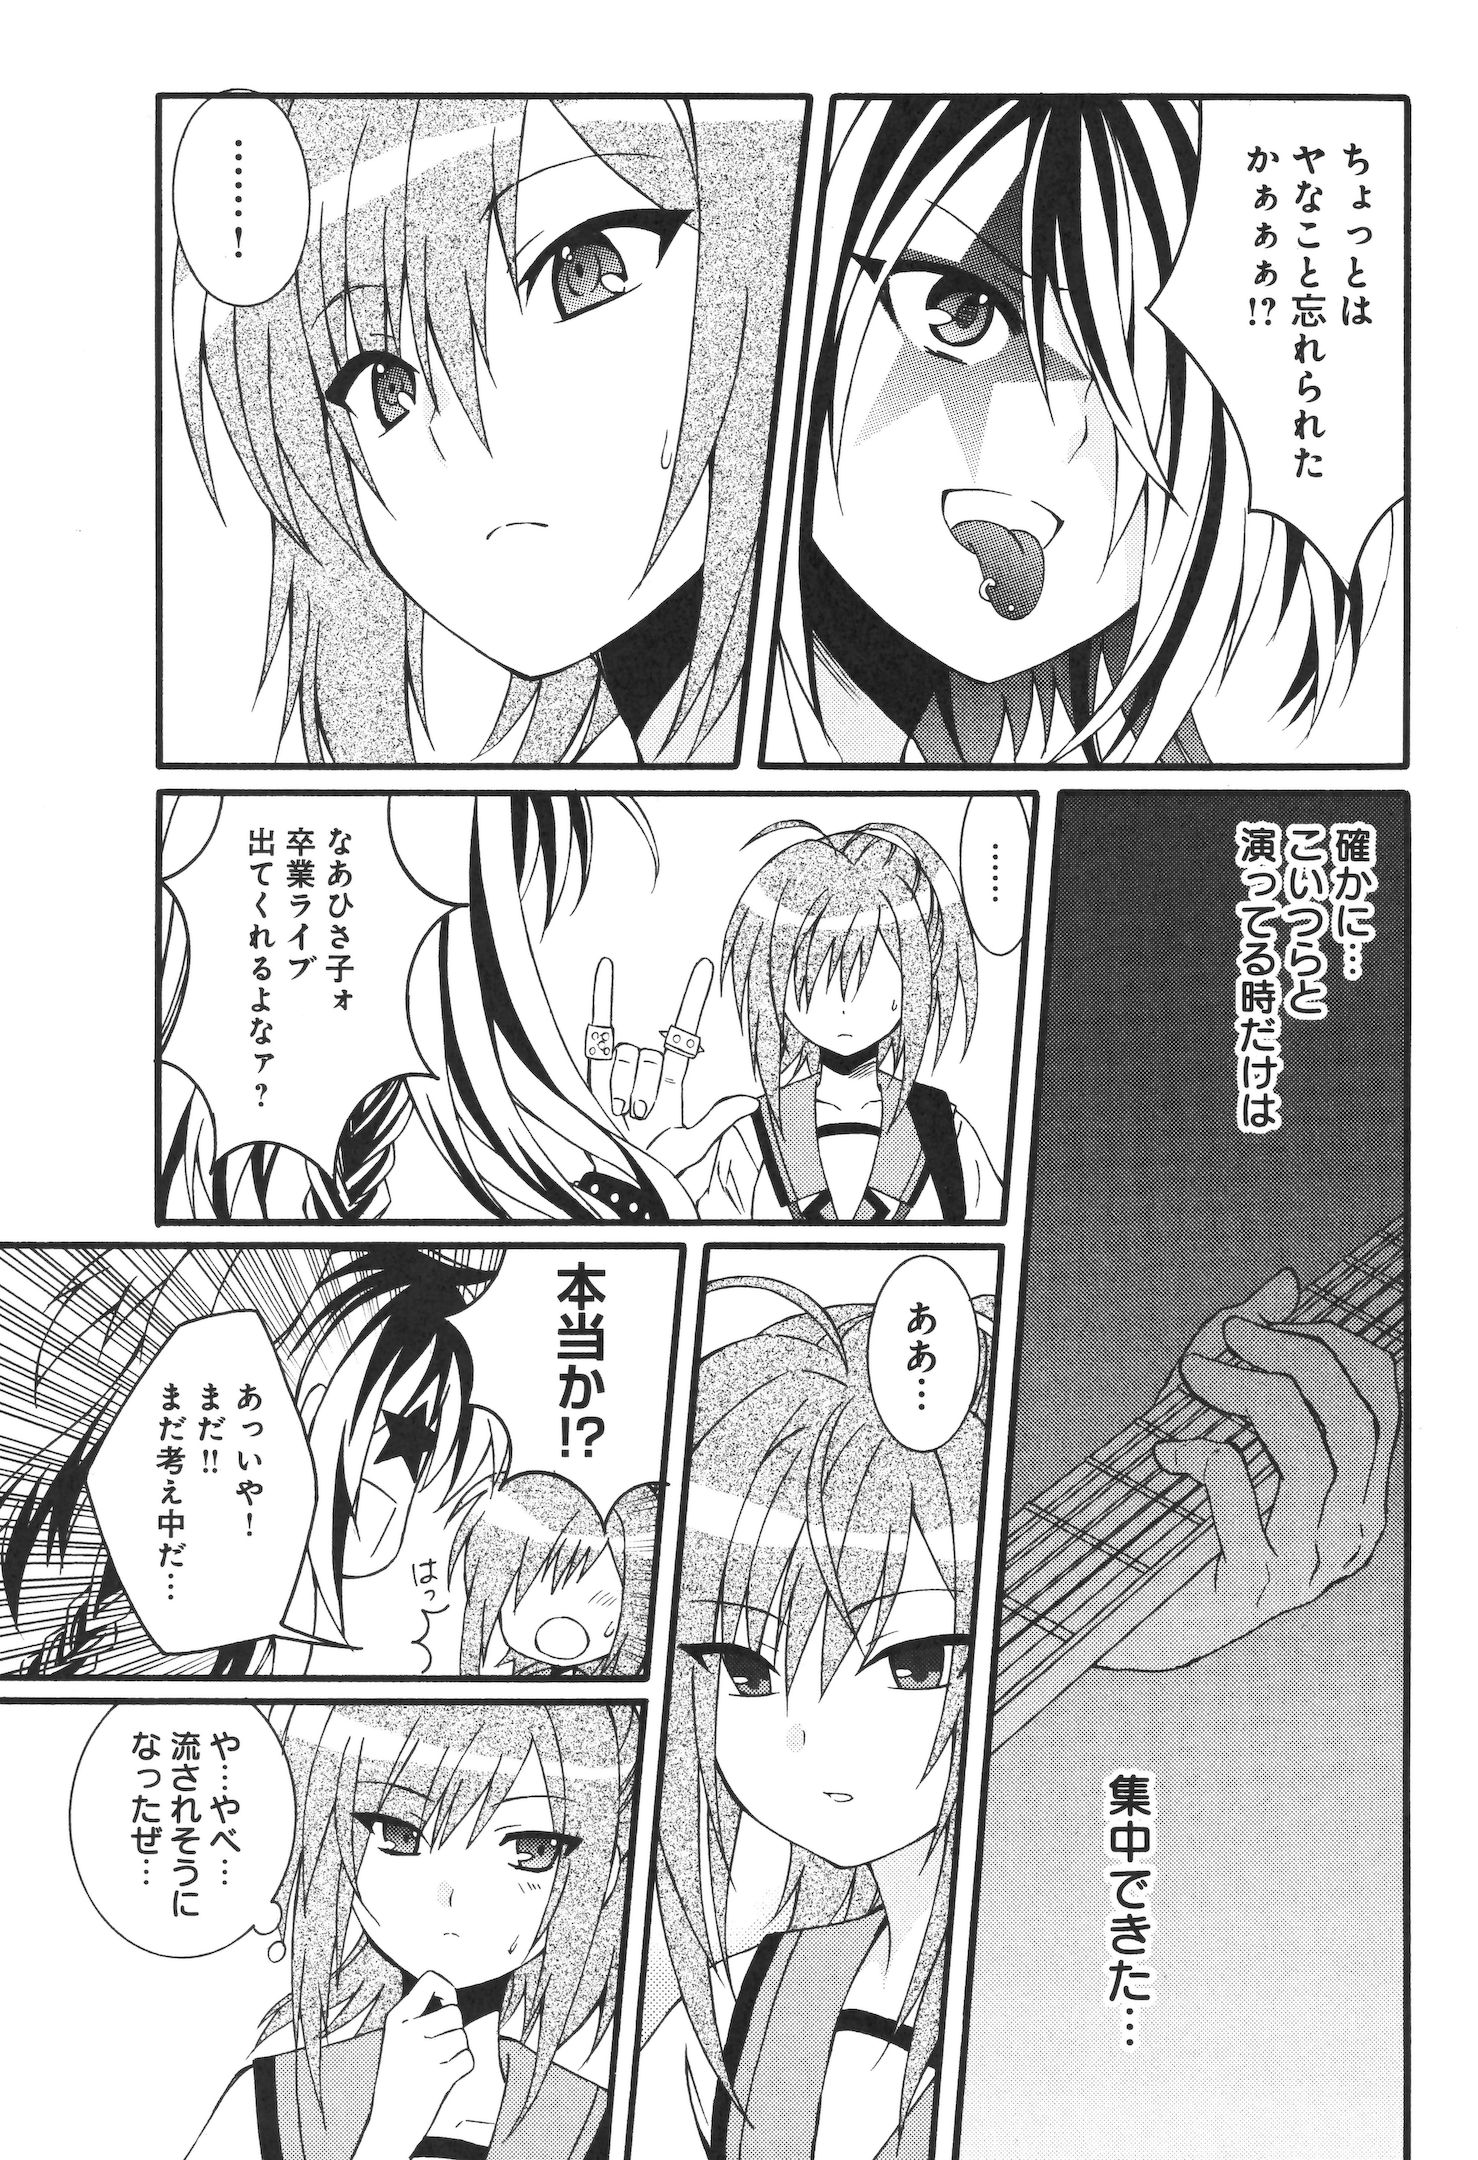 ちょっとは
ヤなこと忘れられた
かぁぁぁ!?
……!
確かに…
こいつらと
演ってる時だけは
集中できた…
……
なあひさ子ォ
卒業ライブ
出てくれるよなァ?
ああ…
本当か!?
はっ
あっいや!
まだ!!
まだ考え中だ…
や…やべ…
流されそうに
なったぜ…